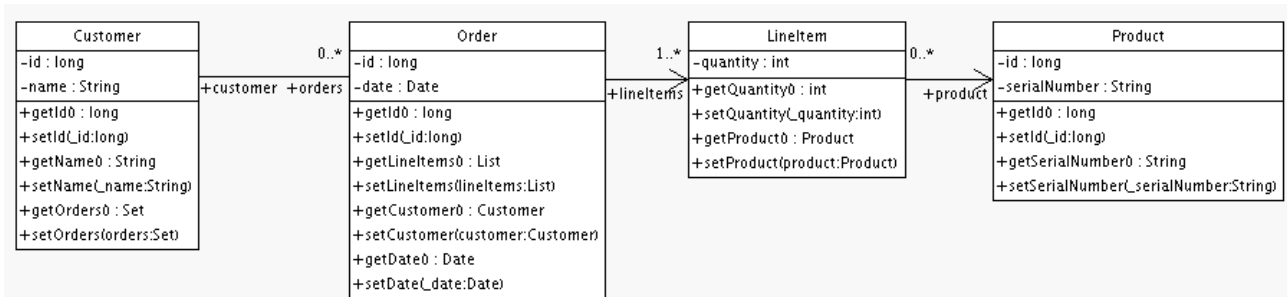 Customer
-id : long
-name : String
+getId() : long
+setId(_id:long)
+getName() : String
+setName(_name:String)
+getOrders() : Set
+setOrders(orders:Set)
0..*
+customer +orders
Order
-id : long
-date : Date
+getId() : long
+setId(_id:long)
+getLineItems() : List
+setLineItems(lineItems:List)
+getCustomer() : Customer
+setCustomer(customer:Customer)
+getDate() : Date
+setDate(_date:Date)
1..*
+lineItems
LineItem
-quantity : int
+getQuantity() : int
+setQuantity(_quantity:int)
+getProduct() : Product
+setProduct(product:Product)
0..*
+product
Product
-id : long
-serialNumber : String
+getId() : long
+setId(_id:long)
+getSerialNumber() : String
+setSerialNumber(_serialNumber:String)